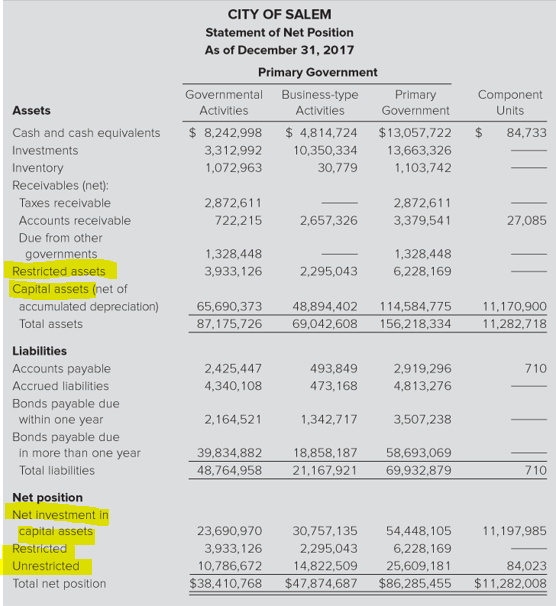 CITY OF SALEM
Statement of Net Position
As of December 31, 2017
Primary Government
Governmental Business-type Primary Component
Assets Activities Activities Government Units
Cash and cash equivalents $ 8,242,998 $ 4,814,724 $13,057,722 $ 84,733
Investments 3,312,992 10,350,334 13,663,326 ——
Inventory 1,072,963 30,779 1,103,742 ——
Receivables (net):
Taxes receivable 2,872,611 —— 2,872,611 ——
Accounts receivable 722,215 2,657,326 3,379,541 27,085
Due from other
governments 1,328,448 —— 1,328,448 ——
Restricted assets 3,933,126 2,295,043 6,228,169 ——
Capital assets (net of
accumulated depreciation) 65,690,373 48,894,402 114,584,775 11,170,900
Total assets 87,175,726 69,042,608 156,218,334 11,282,718
Liabilities
Accounts payable 2,425,447 493,849 2,919,296 710
Accrued liabilities 4,340,108 473,168 4,813,276 ——
Bonds payable due
within one year 2,164,521 1,342,717 3,507,238 ——
Bonds payable due
in more than one year 39,834,882 18,858,187 58,693,069 ——
Total liabilities 48,764,958 21,167,921 69,932,879 710
Net position
Net investment in
capital assets 23,690,970 30,757,135 54,448,105 11,197,985
Restricted 3,933,126 2,295,043 6,228,169 ——
Unrestricted 10,786,672 14,822,509 25,609,181 84,023
Total net position $38,410,768 $47,874,687 $86,285,455 $11,282,008